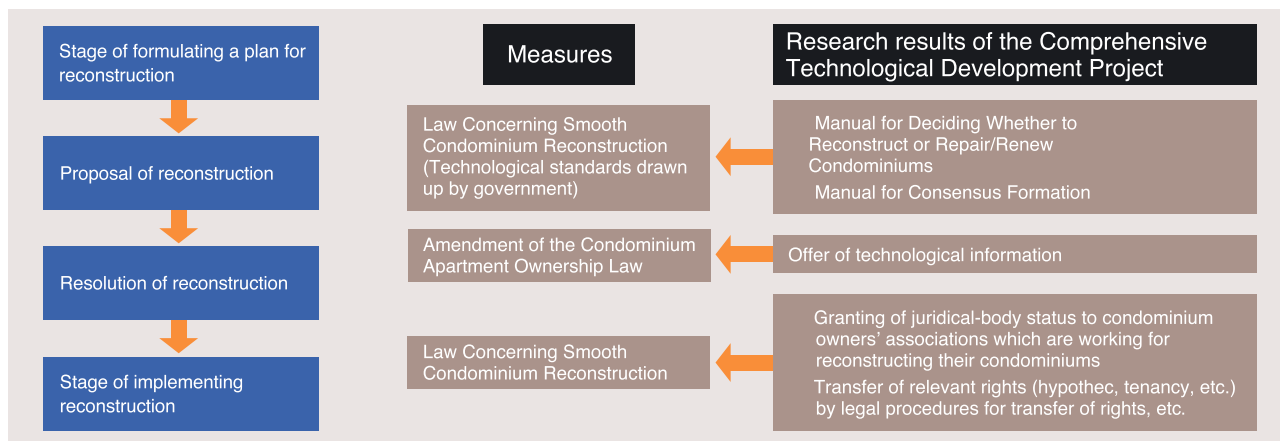 Stage of formulating a plan for
reconstruction
Proposal of reconstruction
Resolution of reconstruction
Stage of implementing
reconstruction
Measures
Law Concerning Smooth
Condominium Reconstruction
(Technological standards drawn
up by government)
Amendment of the Condominium
Apartment Ownership Law
Law Concerning Smooth
Condominium Reconstruction
Research results of the Comprehensive
Technological Development Project
Manual for Deciding Whether to
Reconstruct or Repair/Renew
Condominiums
Manual for Consensus Formation
Offer of technological information
Granting of juridical-body status to condominium
owners’ associations which are working for
reconstructing their condominiums
Transfer of relevant rights (hypothec, tenancy, etc.)
by legal procedures for transfer of rights, etc.